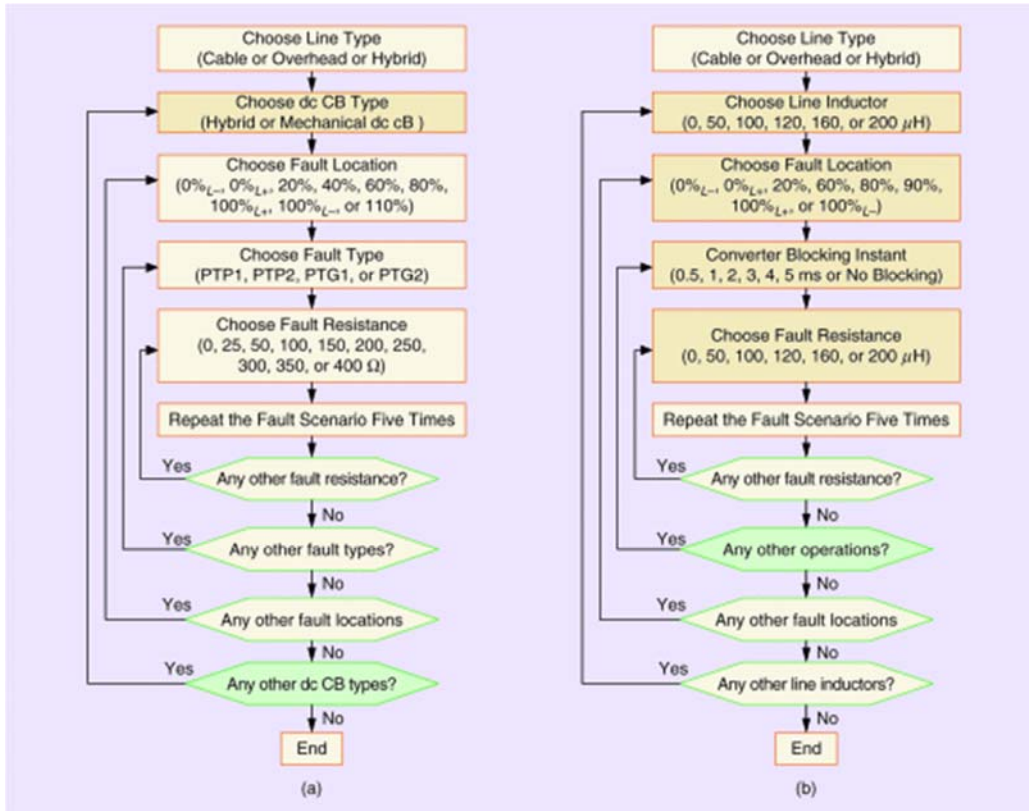 Choose Line Type
(Cable or Overhead or Hybrid)
Choose dc CB Type
(Hybrid or Mechanical dc cB )
Choose Fault Location
(0%L–, 0%L+, 20%, 40%, 60%, 80%,
100%L+, 100%L–, or 110%)
Choose Fault Type
(PTP1, PTP2, PTG1, or PTG2)
Choose Fault Resistance
(0, 25, 50, 100, 150, 200, 250,
300, 350, or 400 Ω)
Repeat the Fault Scenario Five Times
Yes
Any other fault resistance?
No
Yes
Any other fault types?
No
Yes
Any other fault locations
No
Yes
Any other dc CB types?
No
End
(a)
Choose Line Type
(Cable or Overhead or Hybrid)
Choose Line Inductor
(0, 50, 100, 120, 160, or 200 μH)
Choose Fault Location
(0%L–, 0%L+, 20%, 60%, 80%, 90%,
100%L+, or 100%L–)
Converter Blocking Instant
(0.5, 1, 2, 3, 4, 5 ms or No Blocking)
Choose Fault Resistance
(0, 50, 100, 120, 160, or 200 μH)
Repeat the Fault Scenario Five Times
Yes
Any other fault resistance?
No
Yes
Any other operations?
No
Yes
Any other fault locations
No
Yes
Any other line inductors?
No
End
(b)